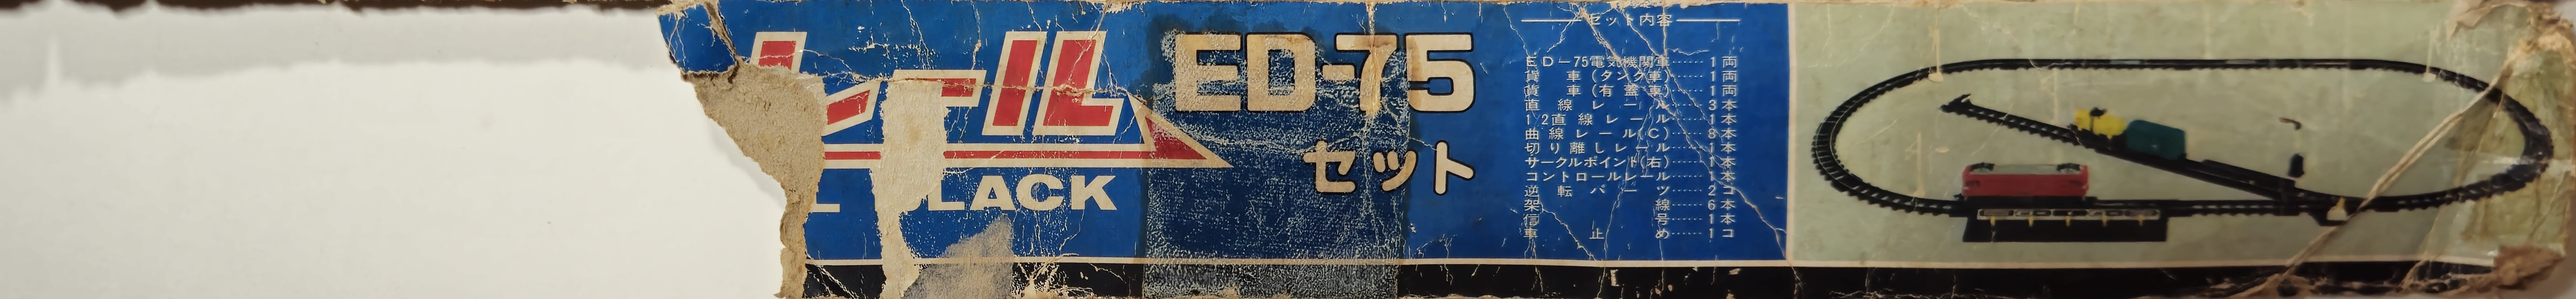 レール
LACK
ED-75
セット
セット内容
ED-75電気機関車……1両
貨車(タンク車)……1両
貨車(有蓋車)……1両
直線レール……3本
1/2直線レール……1本
曲線レール(C)……8本
切り離しレール……1本
サークルポイント(右)……1本
コントロールレール……1本
逆転パーツ……2コ
架線……6本
信号……1本
車止め……1コ